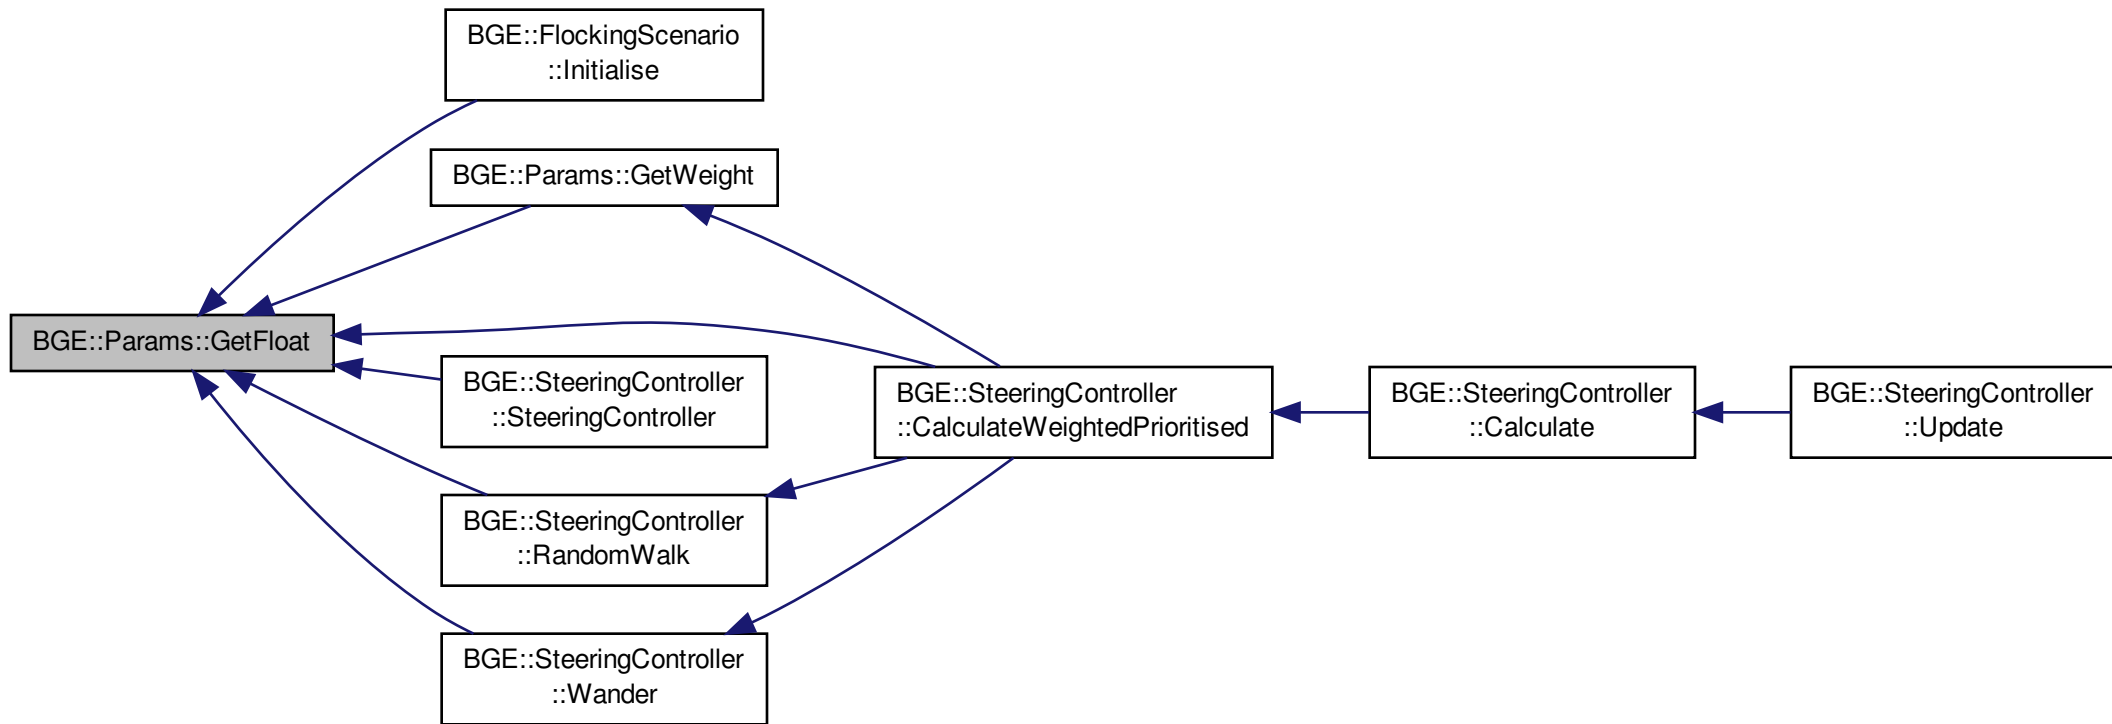 BGE::FlockingScenario
::Initialise
BGE::Params::GetWeight
BGE::Params::GetFloat
BGE::SteeringController
::SteeringController
BGE::SteeringController
::CalculateWeightedPrioritised
BGE::SteeringController
::Calculate
BGE::SteeringController
::Update
BGE::SteeringController
::RandomWalk
BGE::SteeringController
::Wander